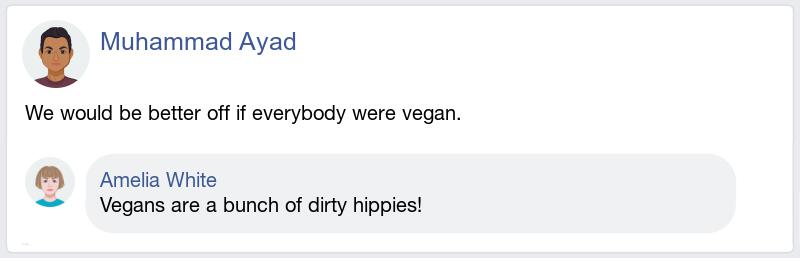 Muhammad Ayad
We would be better off if everybody were vegan.
Amelia White
Vegans are a bunch of dirty hippies!